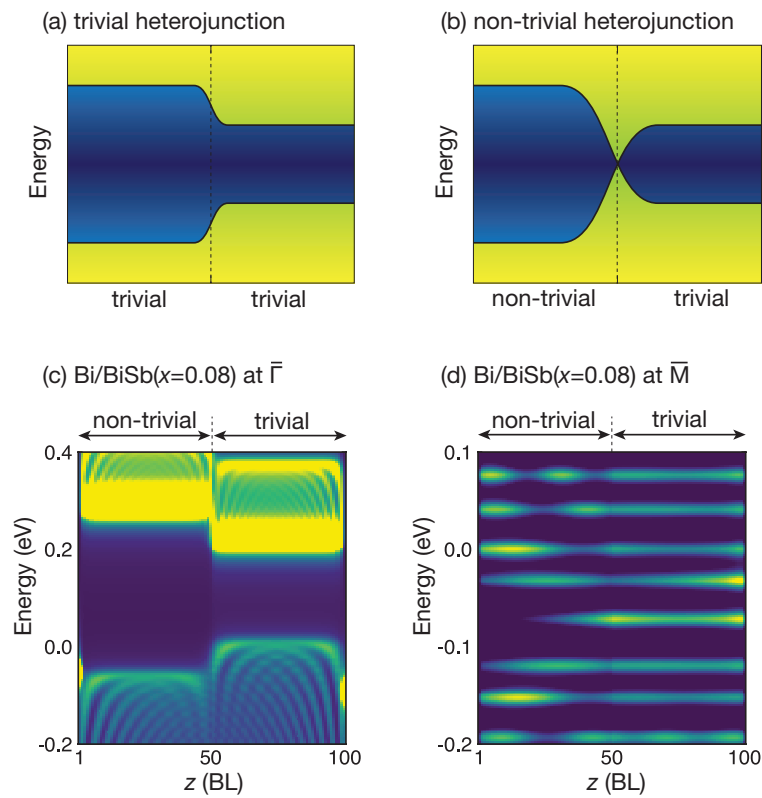 (a) trivial heterojunction
(b) non-trivial heterojunction
Energy
Energy
trivial
trivial
non-trivial
trivial
(c) Bi/BiSb(x=0.08) at Γ̅
(d) Bi/BiSb(x=0.08) at M̅
non-trivial
trivial
non-trivial
trivial
Energy (eV)
0.4
0.2
0.0
-0.2
1
50
100
z (BL)
Energy (eV)
0.1
0.0
-0.1
-0.2
1
50
100
z (BL)